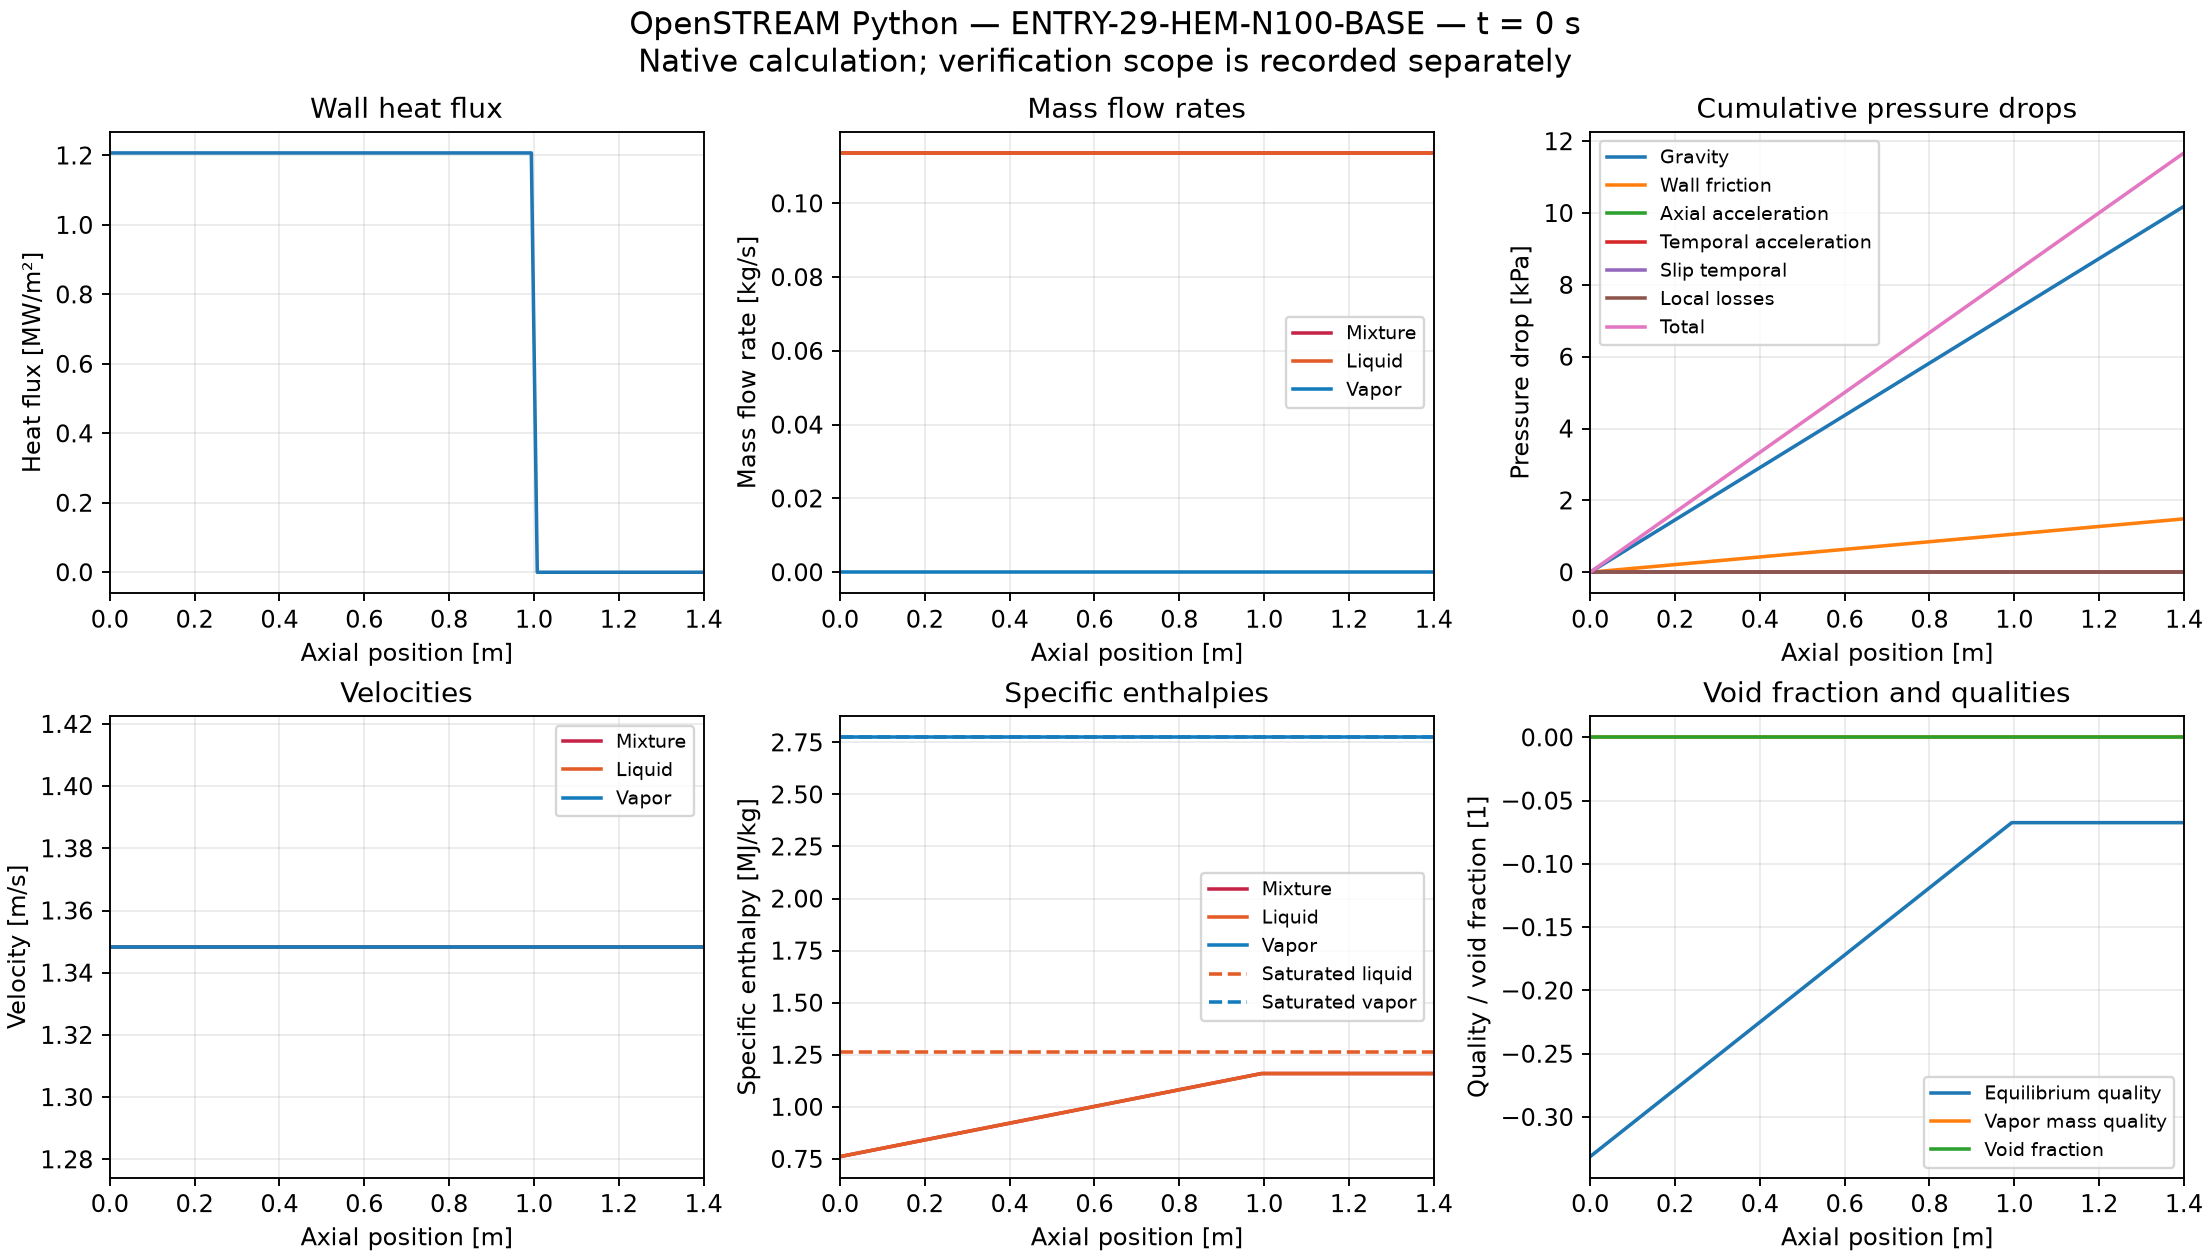 OpenSTREAM Python — ENTRY-29-HEM-N100-BASE — t = 0 s
Native calculation; verification scope is recorded separately
Wall heat flux
Heat flux [MW/m²]
1.2
1.0
0.8
0.6
0.4
0.2
0.0
0.0 0.2 0.4 0.6 0.8 1.0 1.2 1.4
Axial position [m]
Mass flow rates
Mass flow rate [kg/s]
0.10
0.08
0.06
0.04
0.02
0.00
Mixture
Liquid
Vapor
0.0 0.2 0.4 0.6 0.8 1.0 1.2 1.4
Axial position [m]
Cumulative pressure drops
Pressure drop [kPa]
12
10
8
6
4
2
0
Gravity
Wall friction
Axial acceleration
Temporal acceleration
Slip temporal
Local losses
Total
0.0 0.2 0.4 0.6 0.8 1.0 1.2 1.4
Axial position [m]
Velocities
Velocity [m/s]
1.42
1.40
1.38
1.36
1.34
1.32
1.30
1.28
Mixture
Liquid
Vapor
0.0 0.2 0.4 0.6 0.8 1.0 1.2 1.4
Axial position [m]
Specific enthalpies
Specific enthalpy [MJ/kg]
2.75
2.50
2.25
2.00
1.75
1.50
1.25
1.00
0.75
Mixture
Liquid
Vapor
Saturated liquid
Saturated vapor
0.0 0.2 0.4 0.6 0.8 1.0 1.2 1.4
Axial position [m]
Void fraction and qualities
Quality / void fraction [1]
0.00
−0.05
−0.10
−0.15
−0.20
−0.25
−0.30
Equilibrium quality
Vapor mass quality
Void fraction
0.0 0.2 0.4 0.6 0.8 1.0 1.2 1.4
Axial position [m]